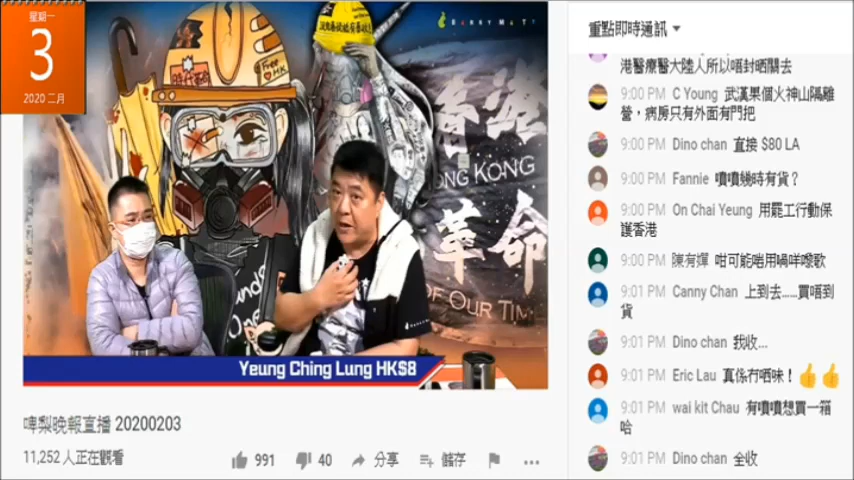 星期一
3
2020 二月
BARRY MA TT
時代革命
Free
HK
香港
HONG KONG
革命
OF OUR TIM
Yeung Ching Lung HK$8
啤梨晚報直播 20200203
11,252 人正在觀看
991
40
分享
儲存
重點即時通訊
港醫療醫大陸人所以唔封晒關去
9:00 PM C Young 武漢果個火神山隔離
營，病房只有外面有門把
9:00 PM Dino chan 直接 $80 LA
9:00 PM Fannie 噴噴幾時有貨？
9:00 PM On Chai Yeung 用罷工行動保
護香港
9:00 PM 陳有嬋 咁可能啱用喎咩嚟歌
9:01 PM Canny Chan 上到去.....買唔到
貨
9:01 PM Dino chan 我收...
9:01 PM Eric Lau 真係冇哂味！👍👍
9:01 PM wai kit Chau 有噴噴想買一箱
哈
9:01 PM Dino chan 全收